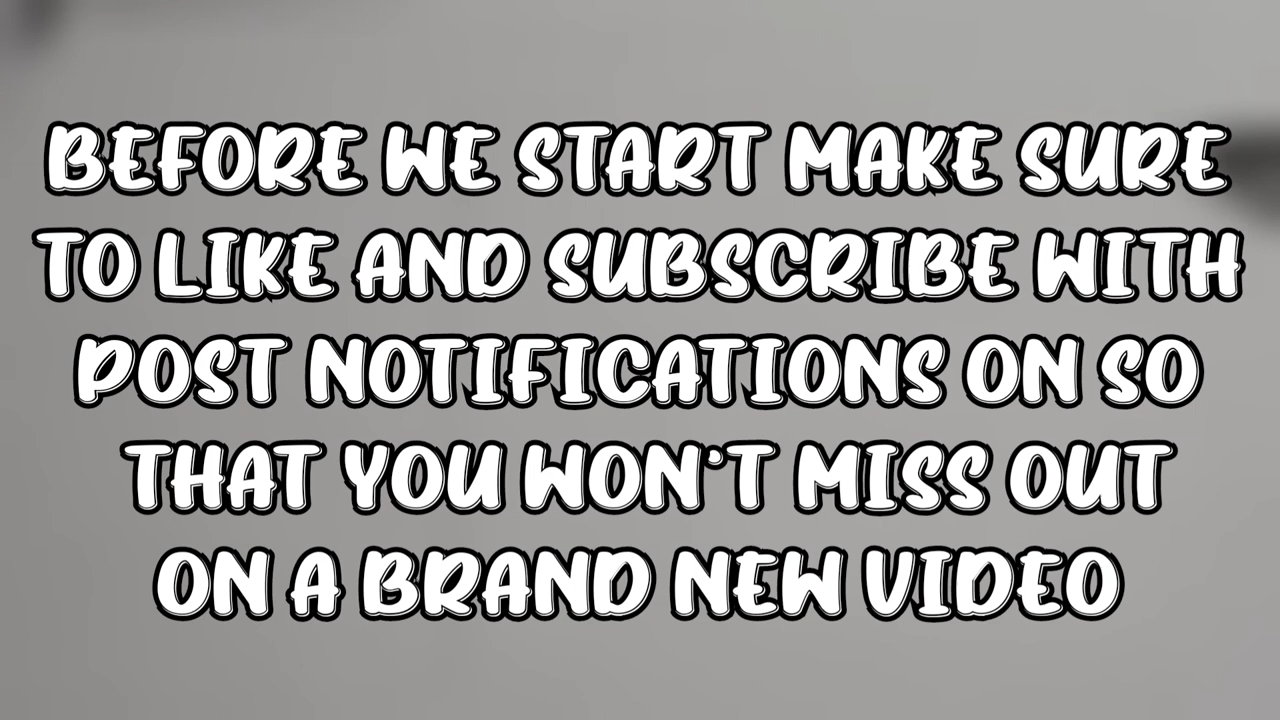 BEFORE WE START MAKE SURE
TO LIKE AND SUBSCRIBE WITH
POST NOTIFICATIONS ON SO
THAT YOU WON'T MISS OUT
ON A BRAND NEW VIDEO